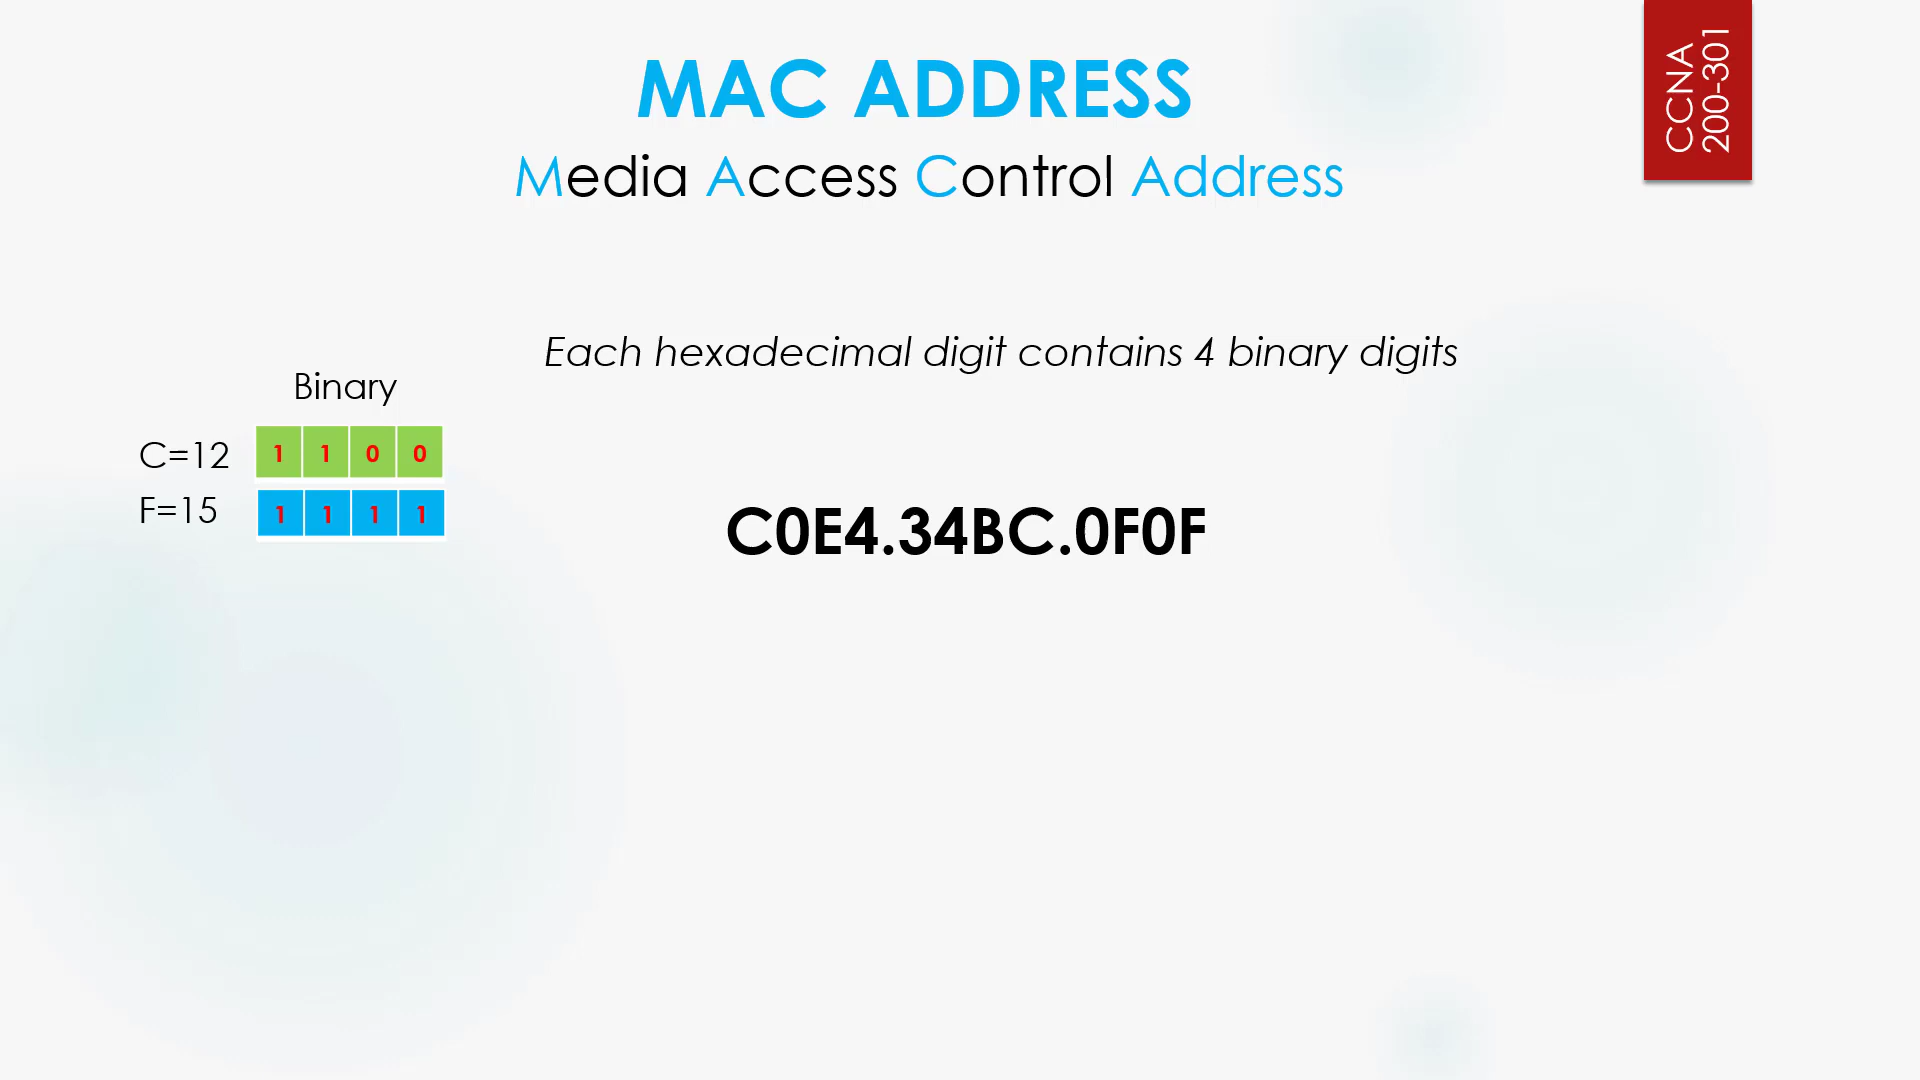 MAC ADDRESS
Media Access Control Address
CCNA
200-301
Each hexadecimal digit contains 4 binary digits
Binary
C=12 1 1 0 0
F=15 1 1 1 1
C0E4.34BC.0F0F